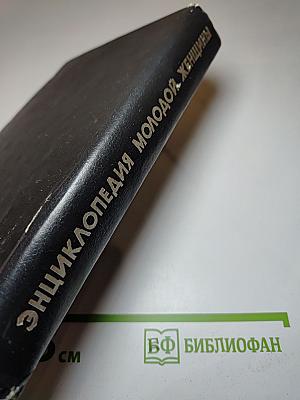 ЭНЦИКЛОПЕДИЯ МОЛОДОЙ ЖЕНЩИНЫ
см
БФ БИБЛИОФАН